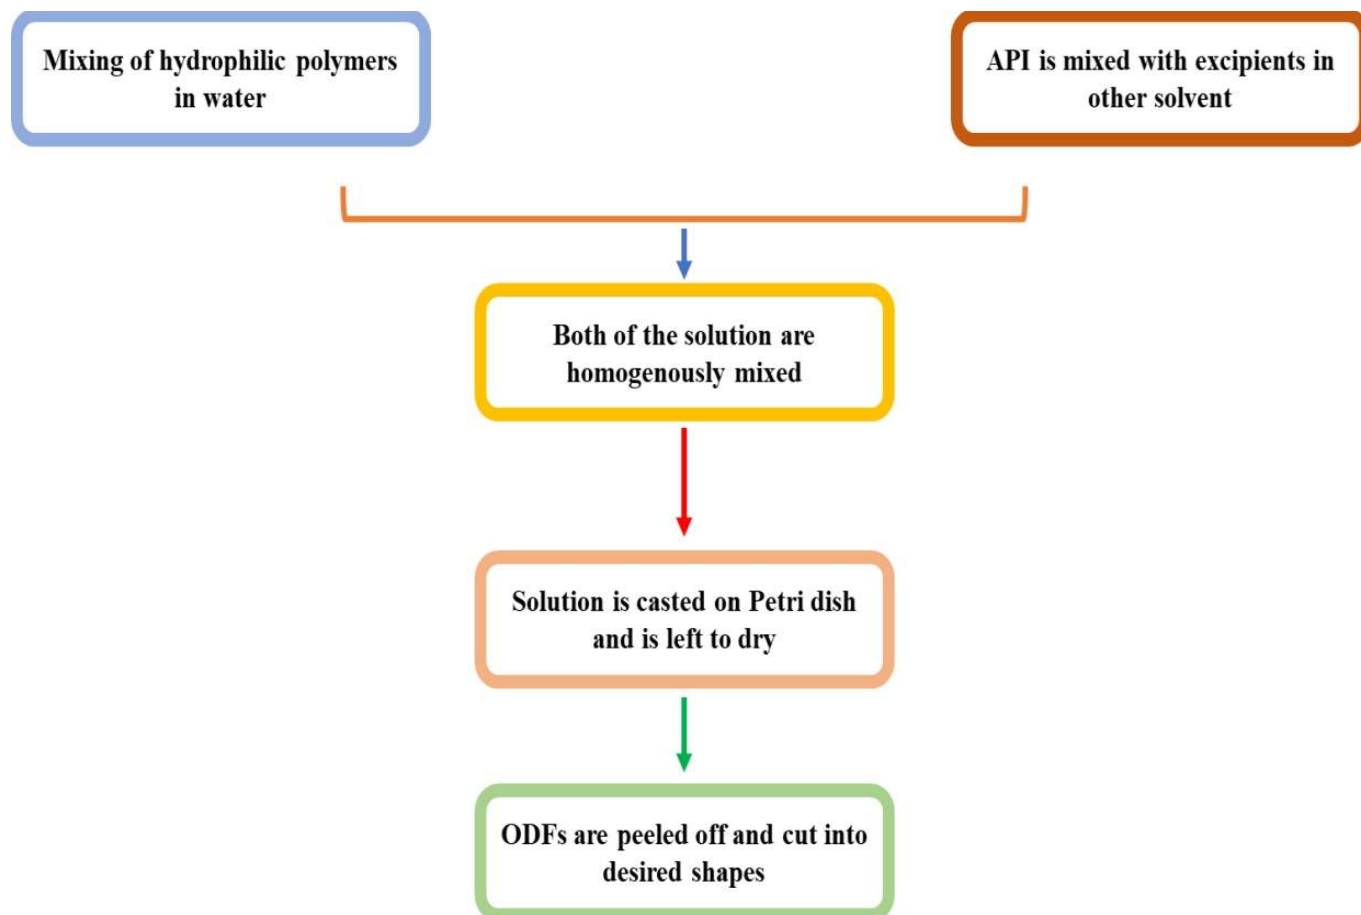 Mixing of hydrophilic polymers
in water
API is mixed with excipients in
other solvent
Both of the solution are
homogenously mixed
Solution is casted on Petri dish
and is left to dry
ODFs are peeled off and cut into
desired shapes